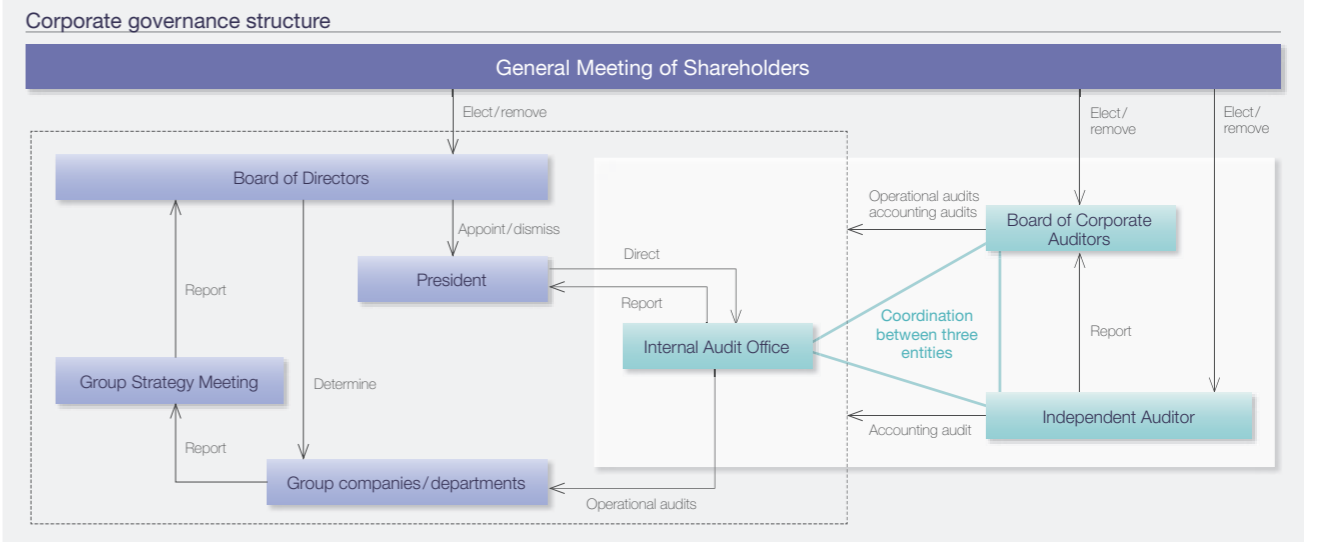 Corporate governance structure
General Meeting of Shareholders
Elect/remove
Elect/
remove
Elect/
remove
Board of Directors
Operational audits
accounting audits
Board of Corporate
Auditors
Appoint/dismiss
President
Direct
Report
Report
Internal Audit Office
Coordination
between three
entities
Report
Group Strategy Meeting
Determine
Independent Auditor
Accounting audit
Report
Group companies/departments
Operational audits